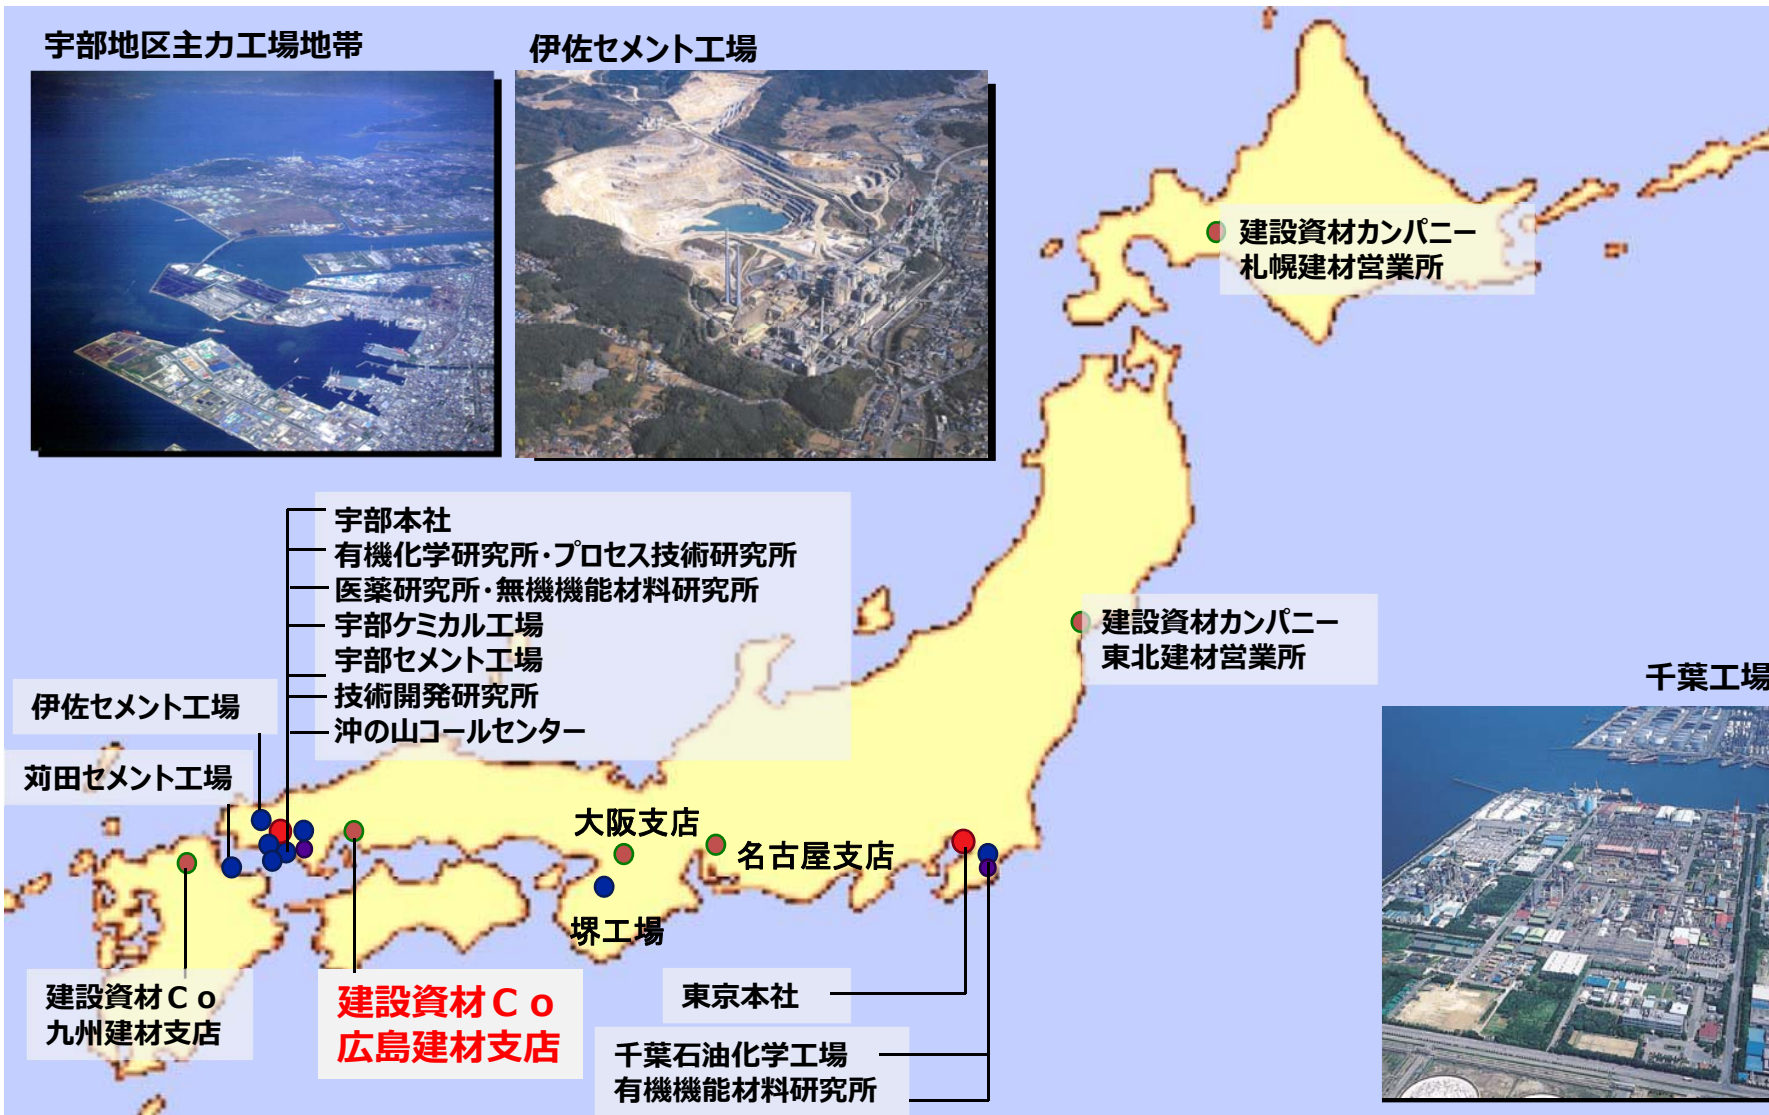 宇部地区主力工場地帯
伊佐セメント工場
建設資材カンパニー
札幌建材営業所
宇部本社
有機化学研究所・プロセス技術研究所
医薬研究所・無機機能材料研究所
宇部ケミカル工場
宇部セメント工場
技術開発研究所
沖の山コールセンター
建設資材カンパニー
東北建材営業所
千葉工場
伊佐セメント工場
苅田セメント工場
大阪支店
名古屋支店
堺工場
建設資材Ｃｏ
九州建材支店
建設資材Ｃｏ
広島建材支店
東京本社
千葉石油化学工場
有機機能材料研究所